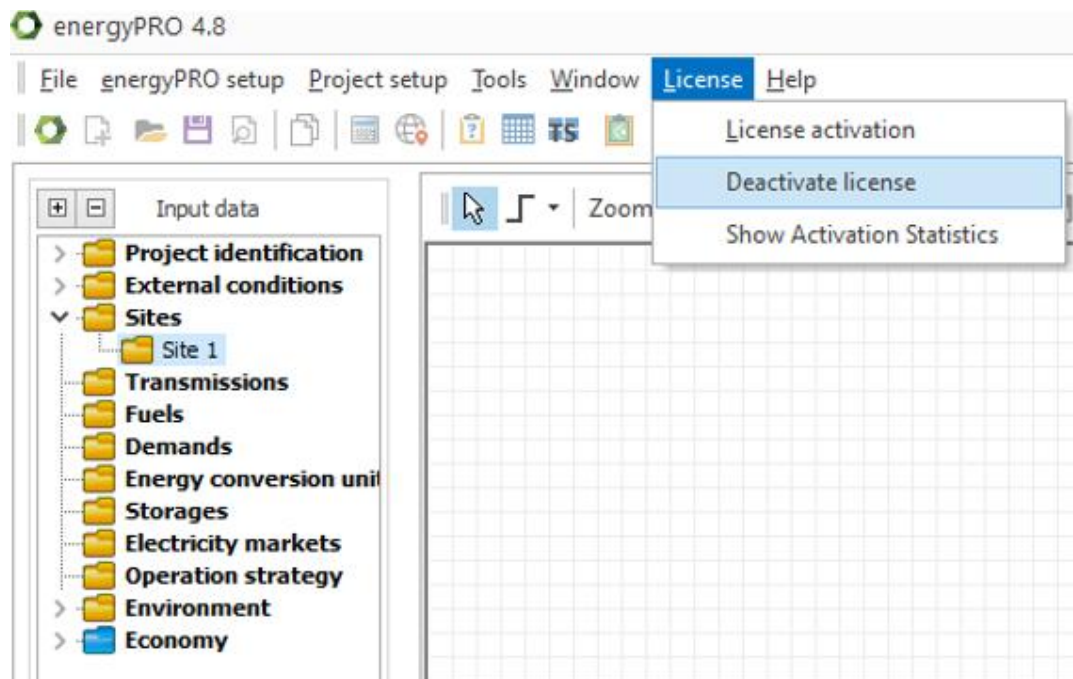 energyPRO 4.8
File energyPRO setup Project setup Tools Window License Help
TS
License activation
Deactivate license
Show Activation Statistics
Input data
Zoom
Project identification
External conditions
Sites
Site 1
Transmissions
Fuels
Demands
Energy conversion unit
Storages
Electricity markets
Operation strategy
Environment
Economy